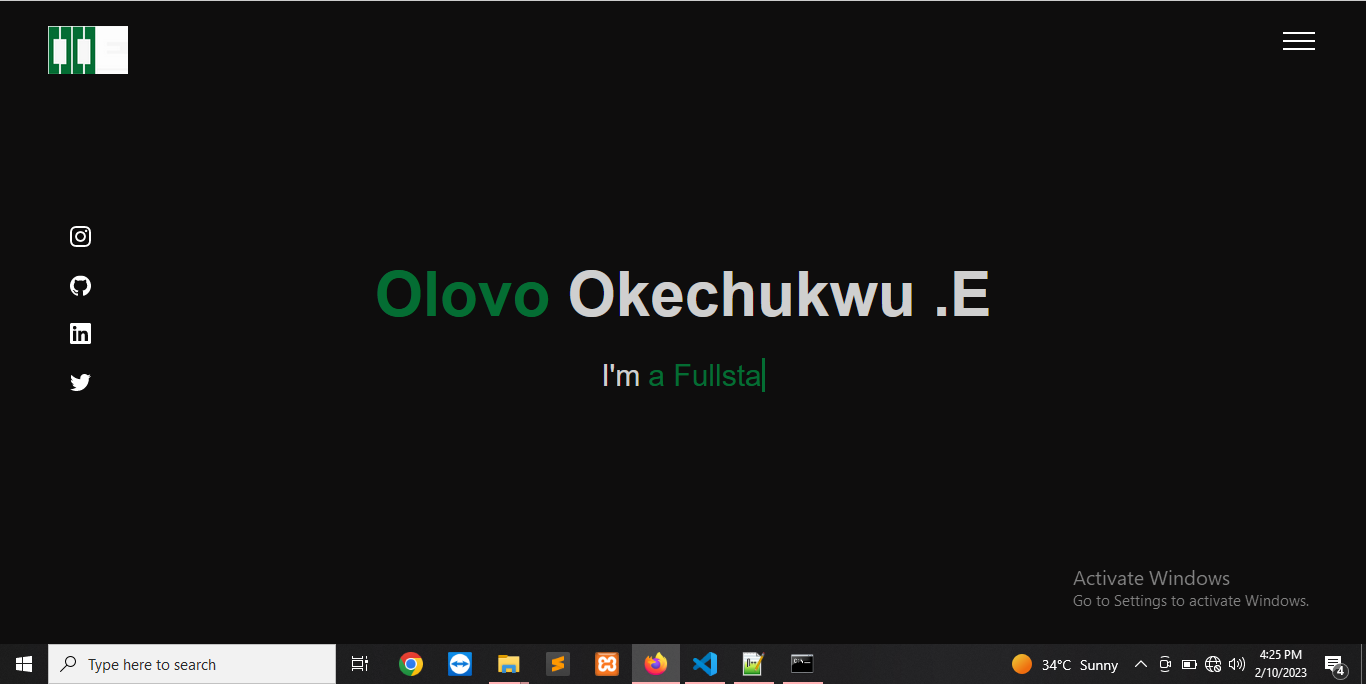 Olovo Okechukwu .E
I'm a Fullsta
Activate Windows
Go to Settings to activate Windows.
Type here to search
34°C Sunny
4:25 PM
2/10/2023
4